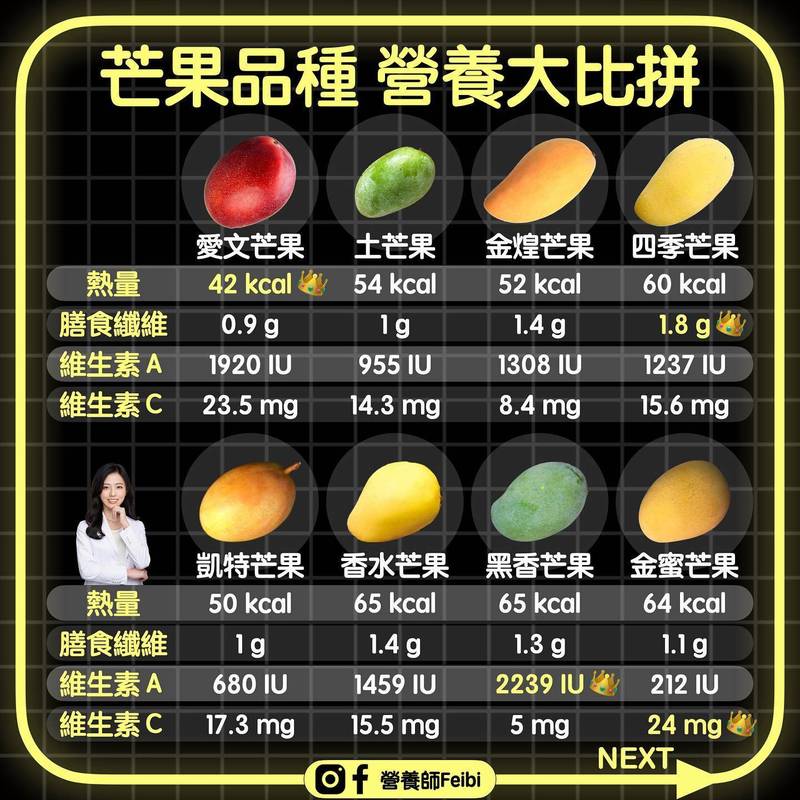 芒果品種 營養大比拼
愛文芒果 土芒果 金煌芒果 四季芒果
熱量 42 kcal 54 kcal 52 kcal 60 kcal
膳食纖維 0.9 g 1 g 1.4 g 1.8 g
維生素 A 1920 IU 955 IU 1308 IU 1237 IU
維生素 C 23.5 mg 14.3 mg 8.4 mg 15.6 mg
凱特芒果 香水芒果 黑香芒果 金蜜芒果
熱量 50 kcal 65 kcal 65 kcal 64 kcal
膳食纖維 1 g 1.4 g 1.3 g 1.1 g
維生素 A 680 IU 1459 IU 2239 IU 212 IU
維生素 C 17.3 mg 15.5 mg 5 mg 24 mg
NEXT
營養師Feibi